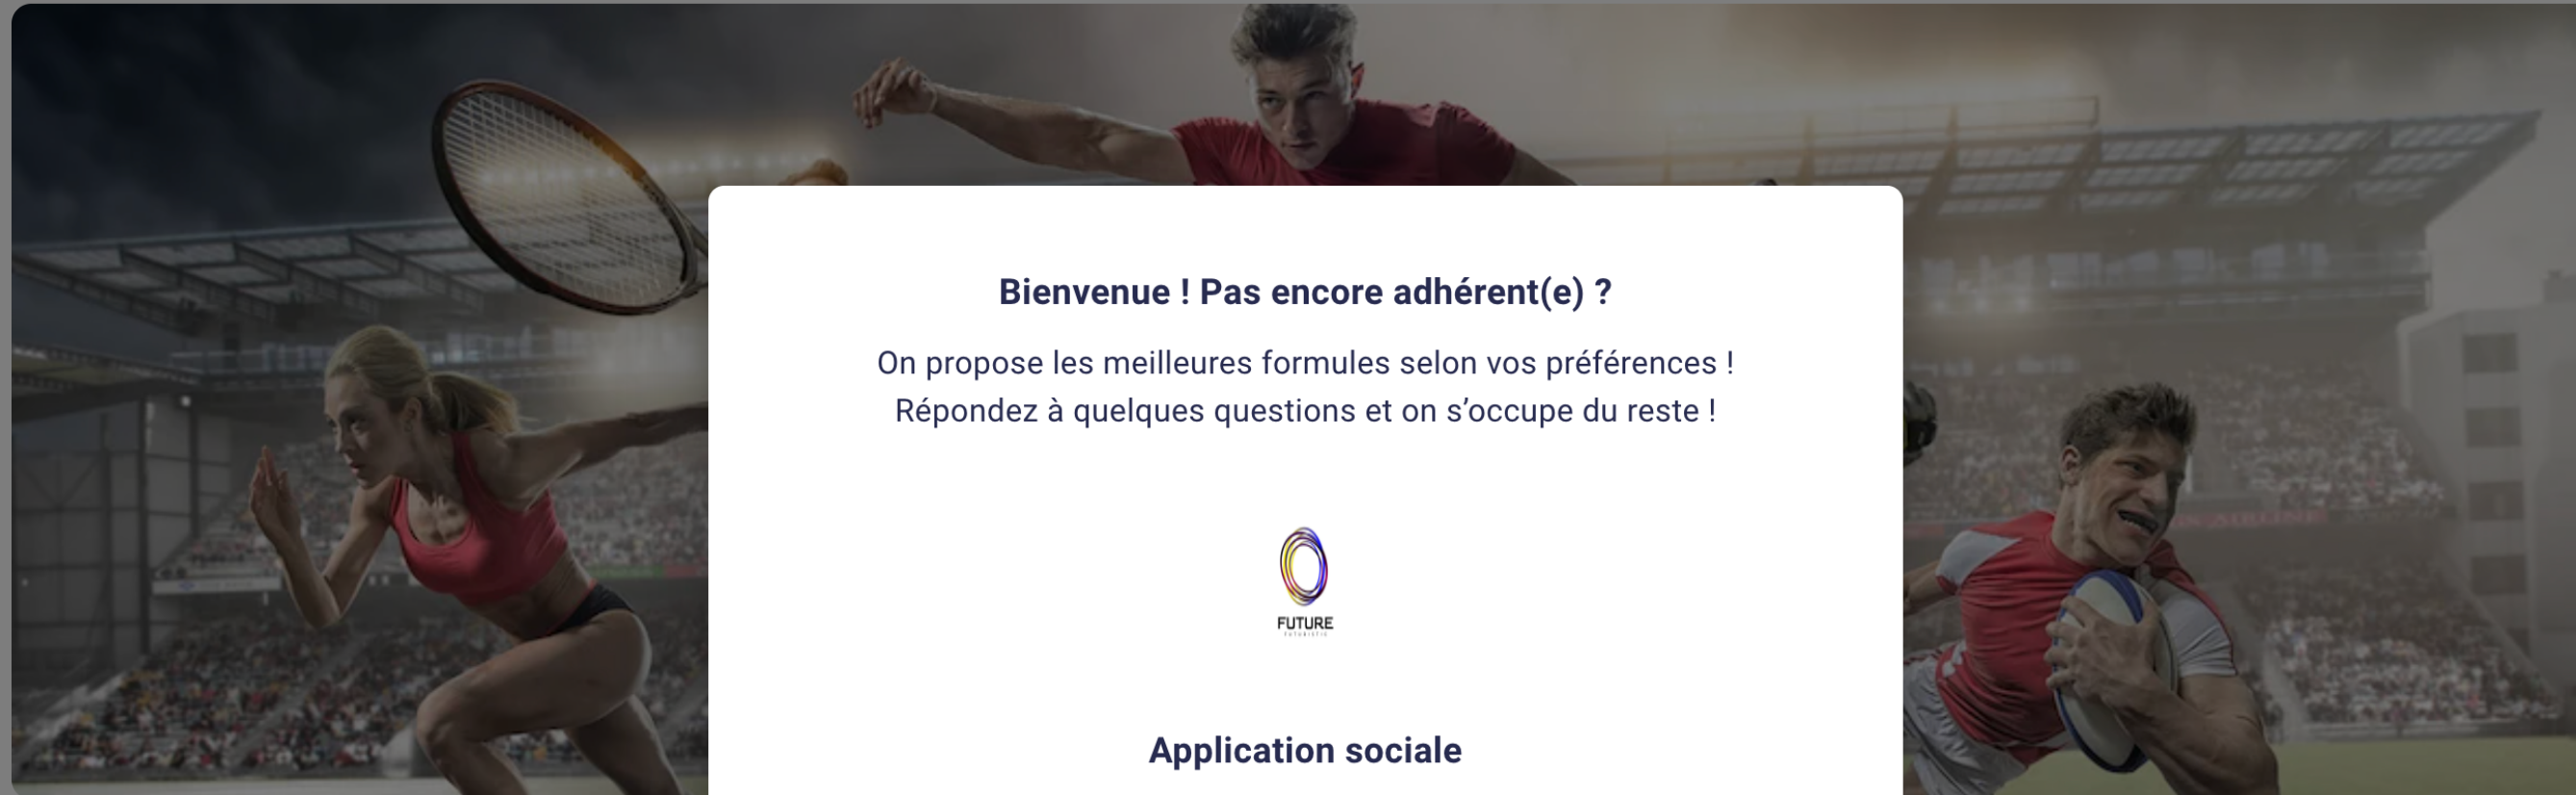 Bienvenue ! Pas encore adhérent(e) ?
On propose les meilleures formules selon vos préférences !
Répondez à quelques questions et on s’occupe du reste !
FUTURE
FUTURISTIC
Application sociale